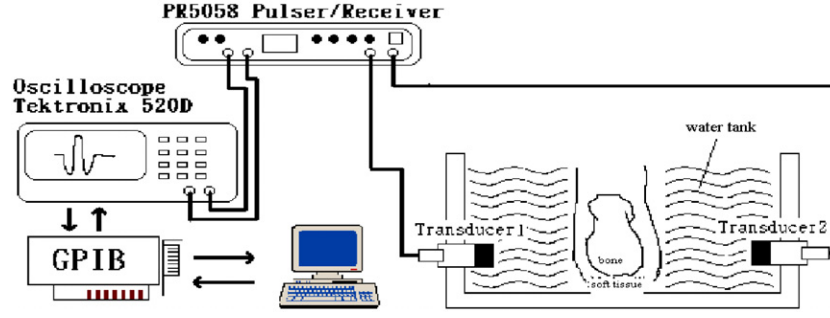 PR5058 Pulser/Receiver
Oscilloscope
Tektronix 520D
water tank
Transducer1
Transducer2
GPIB
bone
soft tissue